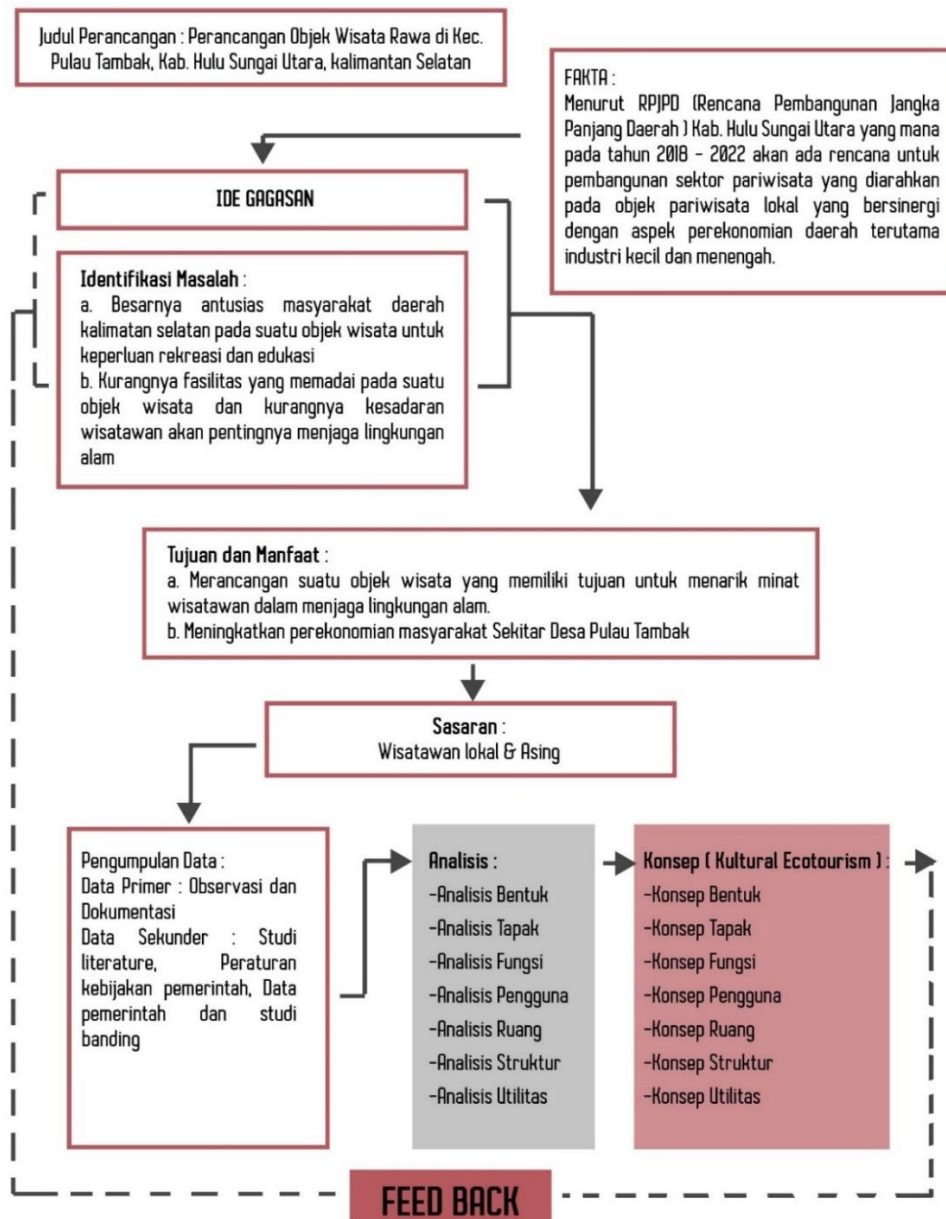 Judul Perancangan : Perancangan Objek Wisata Rawa di Kec.
Pulau Tambak, Kab. Hulu Sungai Utara, kalimantan Selatan
FAKTA :
Menurut RPJPD (Rencana Pembangunan Jangka
Panjang Daerah ) Kab. Hulu Sungai Utara yang mana
pada tahun 2018 - 2022 akan ada rencana untuk
pembangunan sektor pariwisata yang diarahkan
pada objek pariwisata lokal yang bersinergi
dengan aspek perekonomian daerah terutama
industri kecil dan menengah.
IDE GAGASAN
Identifikasi Masalah :
a. Besarnya antusias masyarakat daerah
kalimatan selatan pada suatu objek wisata untuk
keperluan rekreasi dan edukasi
b. Kurangnya fasilitas yang memadai pada suatu
objek wisata dan kurangnya kesadaran
wisatawan akan pentingnya menjaga lingkungan
alam
Tujuan dan Manfaat :
a. Merancangan suatu objek wisata yang memiliki tujuan untuk menarik minat
wisatawan dalam menjaga lingkungan alam.
b. Meningkatkan perekonomian masyarakat Sekitar Desa Pulau Tambak
Sasaran :
Wisatawan lokal & Asing
Pengumpulan Data :
Data Primer : Observasi dan
Dokumentasi
Data Sekunder : Studi
literature, Peraturan
kebijakan pemerintah, Data
pemerintah dan studi
banding
Analisis :
-Analisis Bentuk
-Analisis Tapak
-Analisis Fungsi
-Analisis Pengguna
-Analisis Ruang
-Analisis Struktur
-Analisis Utilitas
Konsep ( Kultural Ecotourism ) :
-Konsep Bentuk
-Konsep Tapak
-Konsep Fungsi
-Konsep Pengguna
-Konsep Ruang
-Konsep Struktur
-Konsep Utilitas
FEED BACK